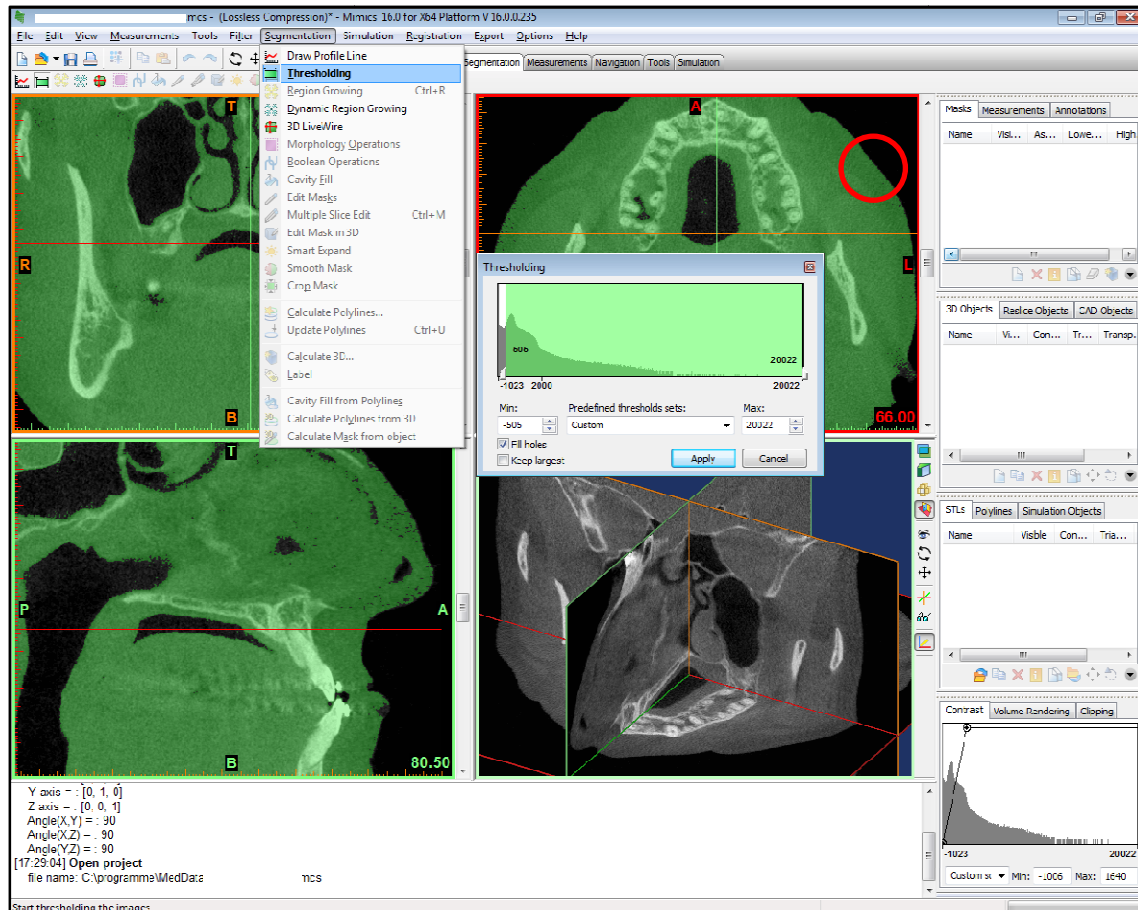 mcs - (Lossless Compression)* - Mimics 16.0 for X64 Platform V 16.0.0.235
File Edit View Measurements Tools Filter Segmentation Simulation Registration Export Options Help
Segmentation Measurements Navigation Tools Simulation
Draw Profile Line
Thresholding
Region Growing Ctrl+R
Dynamic Region Growing
3D LiveWire
Morphology Operations
Boolean Operations
Cavity Fill
Edit Masks
Multiple Slice Edit Ctrl+M
Edit Mask in 3D
Smart Expand
Smooth Mask
Crop Mask
Calculate Polylines...
Update Polylines Ctrl+U
Calculate 3D...
Label
Cavity Fill from Polylines
Calculate Polylines from 3D
Calculate Mask from object
T
R
B
A
L
66.00
Thresholding
606
20022
-1023 2000 20022
Min: Predefined thresholds sets: Max:
-505 Custom 20022
Fill holes
Keep largest
Apply Cancel
T
P
A
B
80.50
Masks Measurements Annotations
Name Visi... As... Lowe... High
3D Objects Reslice Objects CAD Objects
Name Vi... Con... Tr... Transp.
STLs Polylines Simulation Objects
Name Visible Con... Tria...
Contrast Volume Rendering Clipping
-1023 20022
Custom sc Min: -1006 Max: 1640
Y axis = : [0, 1, 0]
Z axis = : [0, 0, 1]
Angle(X,Y) = : 90
Angle(X,Z) = : 90
Angle(Y,Z) = : 90
[17:29:04] Open project
file name: C:\programme\MedData mcs
Start thresholding the images